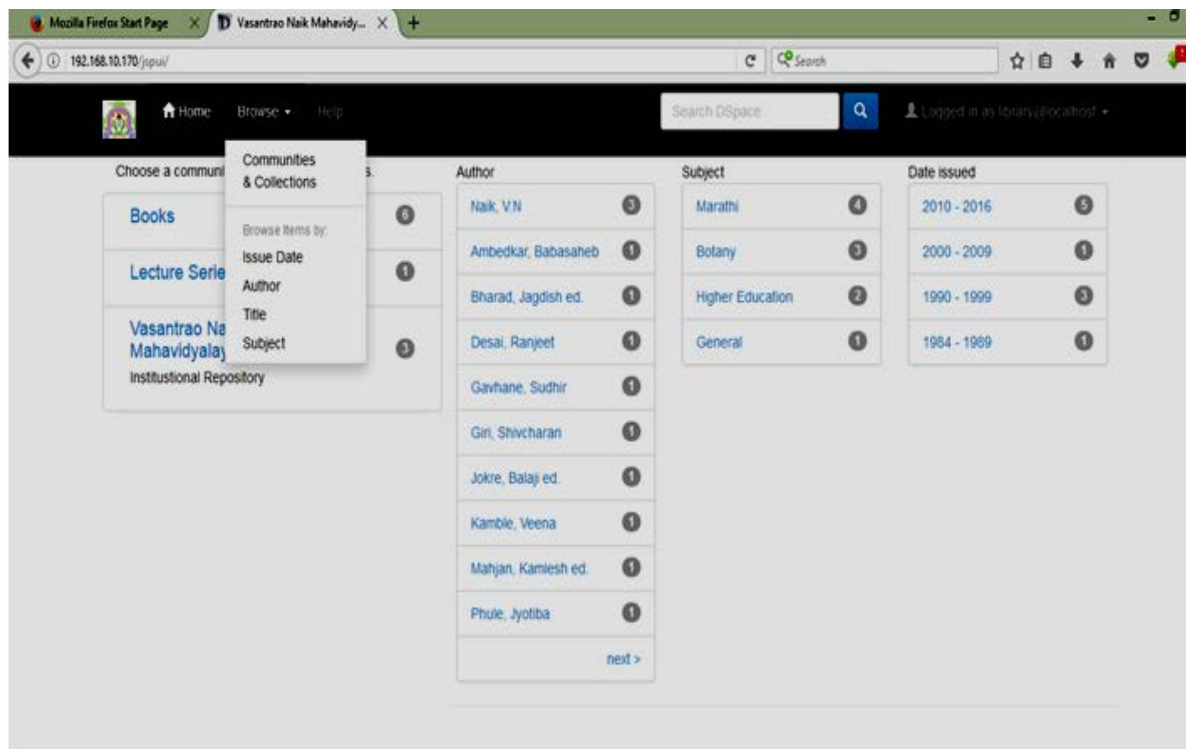 Mozilla Firefox Start Page
Vasantrao Naik Mahavidy...
192.168.10.170/jspui/
Search
Home
Browse
Help
Search DSpace
Logged in as library@localhost
Choose a communi
s.
Communities
& Collections
Browse Items by:
Issue Date
Author
Title
Subject
Books
6
Lecture Serie
1
Vasantrao Na
Mahavidyalay
3
Institustional Repository
Author
Naik, V.N
3
Ambedkar, Babasaheb
1
Bharad, Jagdish ed.
1
Desai, Ranjeet
1
Gavhane, Sudhir
1
Giri, Shivcharan
1
Jokre, Balaji ed.
1
Kamble, Veena
1
Mahjan, Kamlesh ed.
1
Phule, Jyotiba
1
next >
Subject
Marathi
4
Botany
3
Higher Education
2
General
1
Date issued
2010 - 2016
5
2000 - 2009
1
1990 - 1999
3
1984 - 1989
1